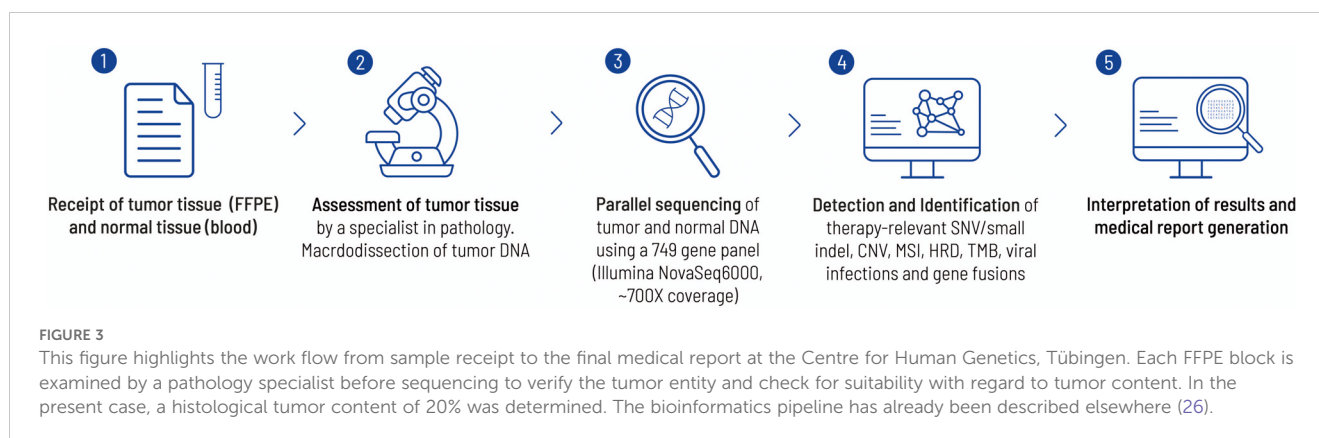 1
2
3
4
5
Receipt of tumor tissue (FFPE)
and normal tissue (blood)
Assessment of tumor tissue
by a specialist in pathology.
Macrdodissection of tumor DNA
Parallel sequencing of
tumor and normal DNA
using a 749 gene panel
(Illumina NovaSeq6000,
~700X coverage)
Detection and Identification of
therapy-relevant SNV/small
indel, CNV, MSI, HRD, TMB, viral
infections and gene fusions
Interpretation of results and
medical report generation
FIGURE 3
This figure highlights the work flow from sample receipt to the final medical report at the Centre for Human Genetics, Tübingen. Each FFPE block is
examined by a pathology specialist before sequencing to verify the tumor entity and check for suitability with regard to tumor content. In the
present case, a histological tumor content of 20% was determined. The bioinformatics pipeline has already been described elsewhere (26).